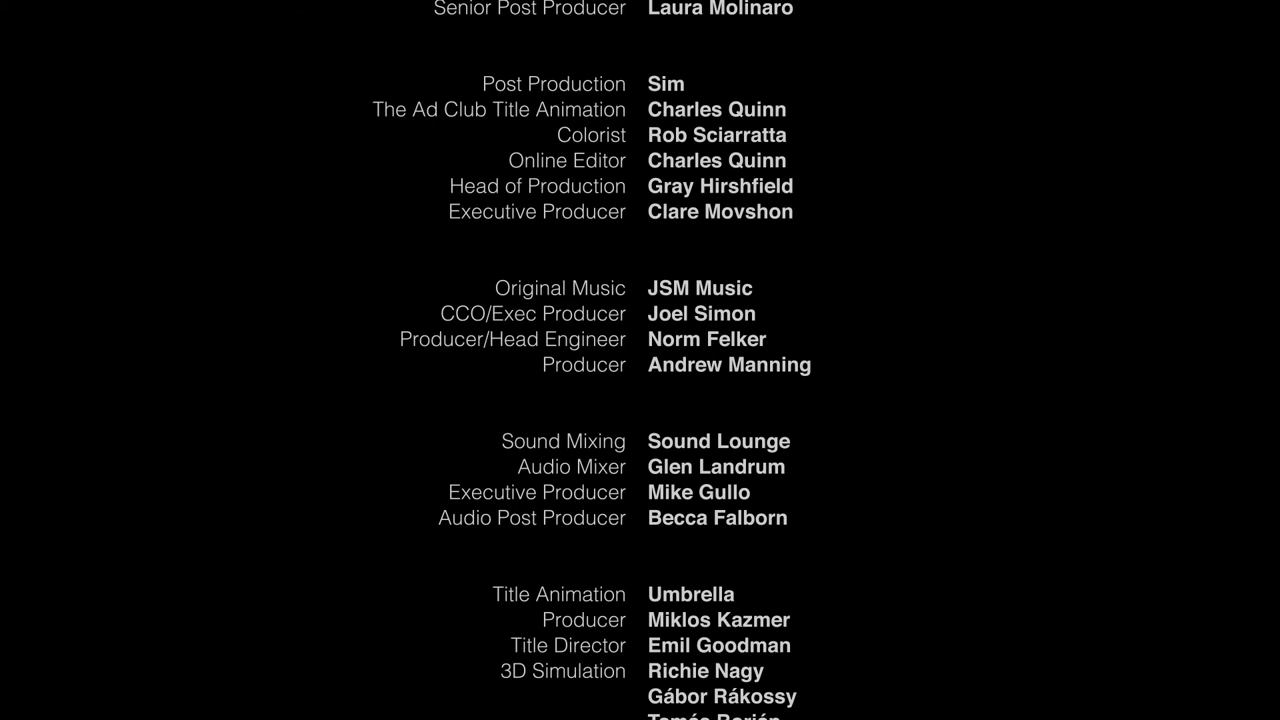 Senior Post Producer Laura Molinaro
Post Production Sim
The Ad Club Title Animation Charles Quinn
Colorist Rob Sciarratta
Online Editor Charles Quinn
Head of Production Gray Hirshfield
Executive Producer Clare Movshon
Original Music JSM Music
CCO/Exec Producer Joel Simon
Producer/Head Engineer Norm Felker
Producer Andrew Manning
Sound Mixing Sound Lounge
Audio Mixer Glen Landrum
Executive Producer Mike Gullo
Audio Post Producer Becca Falborn
Title Animation Umbrella
Producer Miklos Kazmer
Title Director Emil Goodman
3D Simulation Richie Nagy
Gábor Rákossy